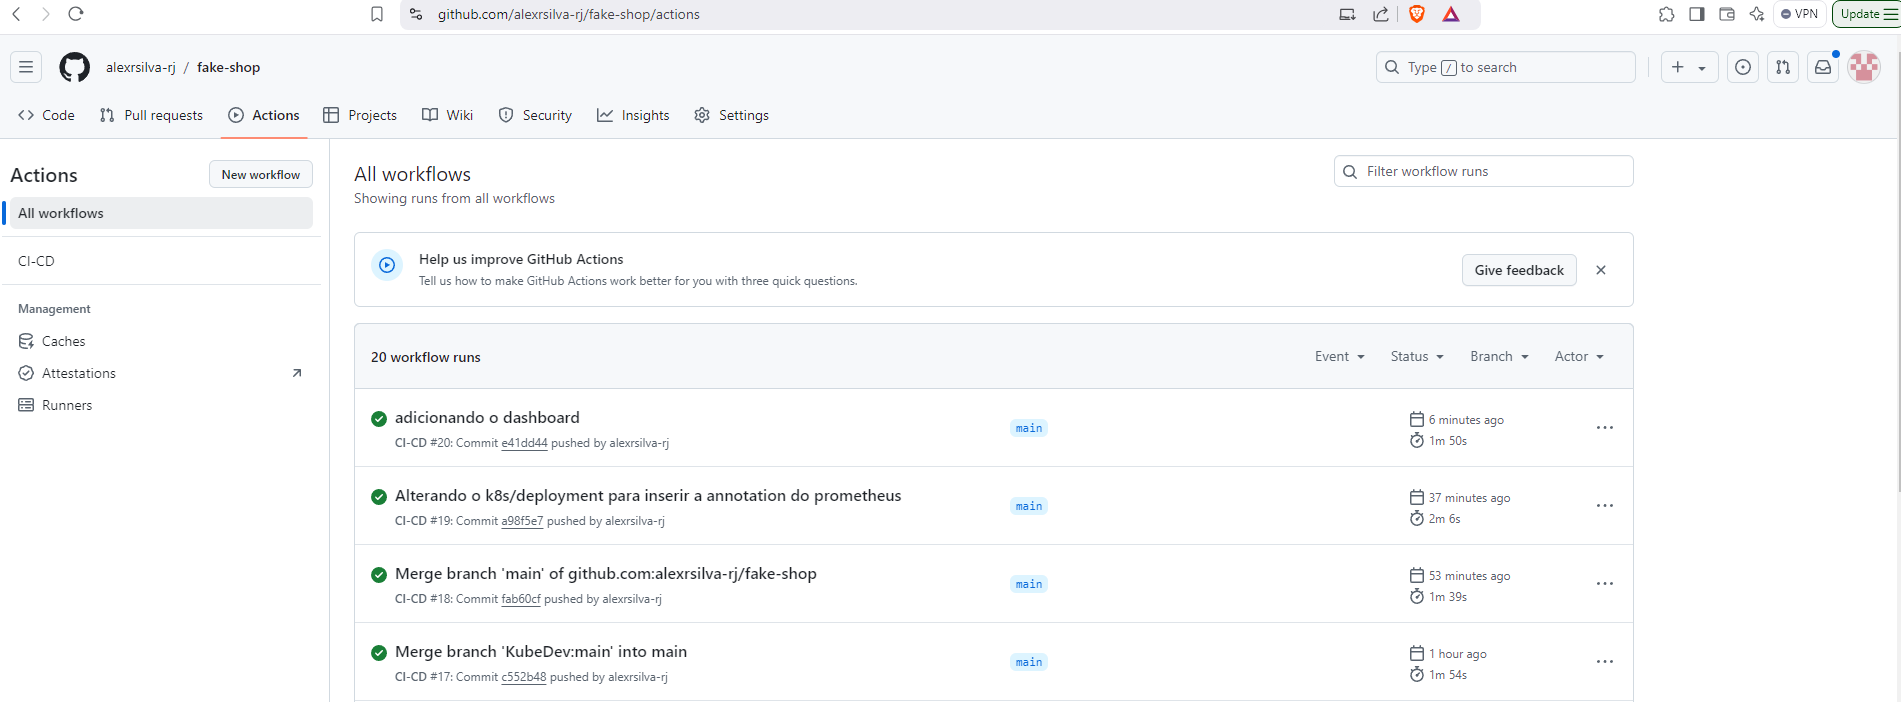 github.com/alexrsilva-rj/fake-shop/actions
VPN
Update
alexrsilva-rj / fake-shop
Type / to search
Code
Pull requests
Actions
Projects
Wiki
Security
Insights
Settings
Actions
New workflow
All workflows
CI-CD
Management
Caches
Attestations
Runners
All workflows
Showing runs from all workflows
Filter workflow runs
Help us improve GitHub Actions
Tell us how to make GitHub Actions work better for you with three quick questions.
Give feedback
20 workflow runs
Event
Status
Branch
Actor
adicionando o dashboard
CI-CD #20: Commit e41dd44 pushed by alexrsilva-rj
main
6 minutes ago
1m 50s
Alterando o k8s/deployment para inserir a annotation do prometheus
CI-CD #19: Commit a98f5e7 pushed by alexrsilva-rj
main
37 minutes ago
2m 6s
Merge branch 'main' of github.com:alexrsilva-rj/fake-shop
CI-CD #18: Commit fab60cf pushed by alexrsilva-rj
main
53 minutes ago
1m 39s
Merge branch 'KubeDev:main' into main
CI-CD #17: Commit c552b48 pushed by alexrsilva-rj
main
1 hour ago
1m 54s